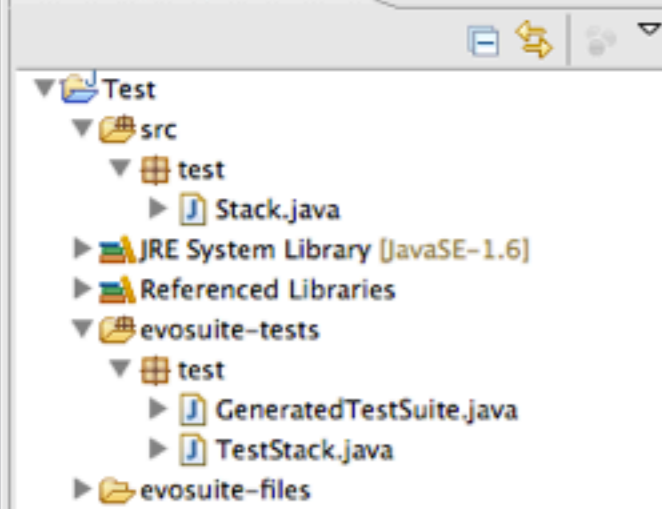 Test
src
test
Stack.java
JRE System Library [JavaSE-1.6]
Referenced Libraries
evosuite-tests
test
GeneratedTestSuite.java
TestStack.java
evosuite-files